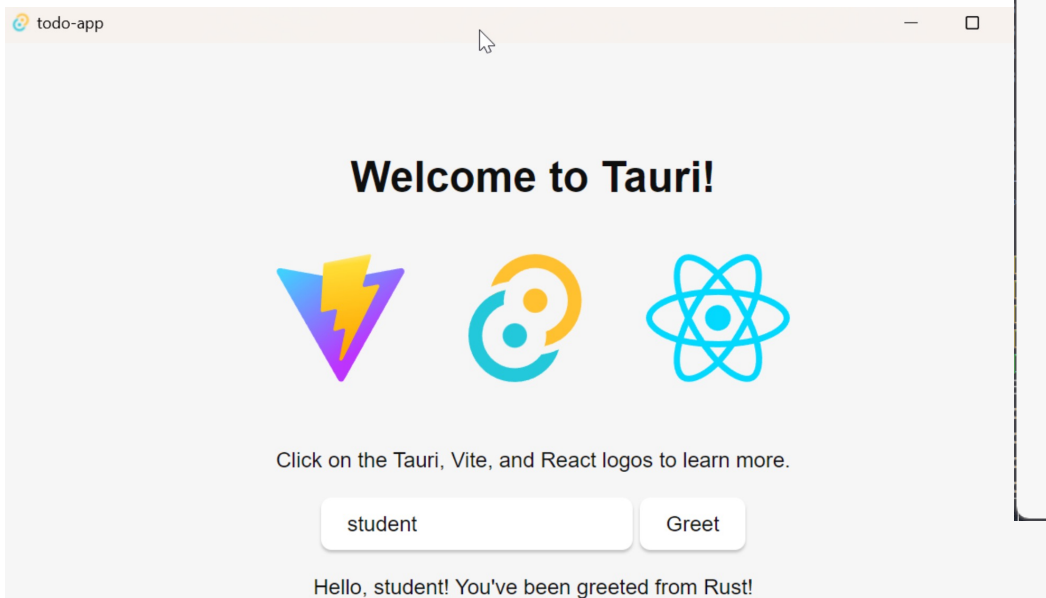 todo-app
Welcome to Tauri!
Click on the Tauri, Vite, and React logos to learn more.
student
Greet
Hello, student! You've been greeted from Rust!